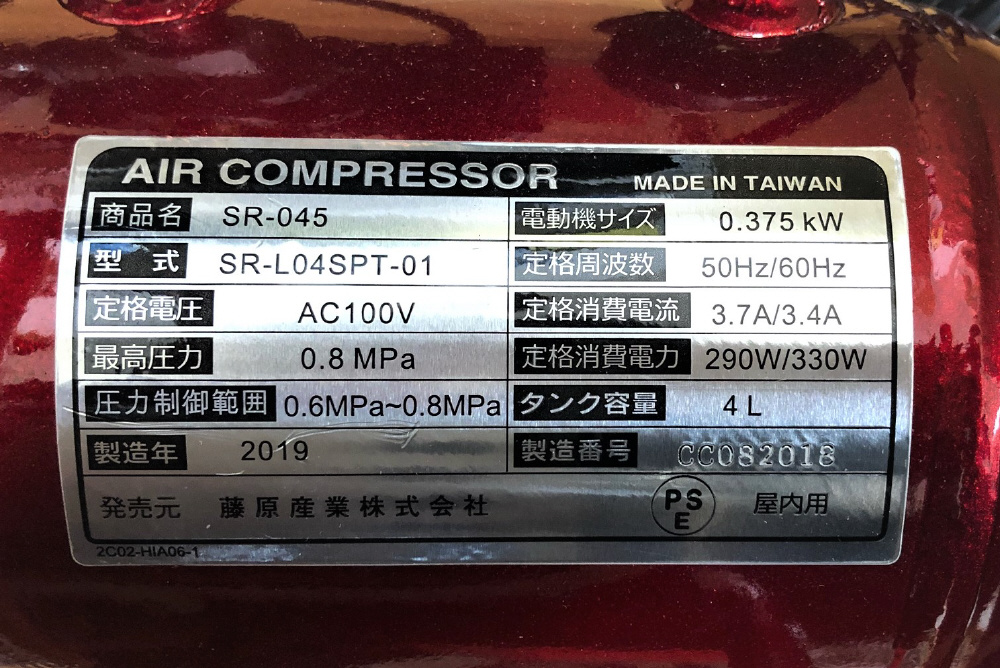 AIR COMPRESSOR MADE IN TAIWAN
商品名 SR-045 電動機サイズ 0.375 kW
型 式 SR-L04SPT-01 定格周波数 50Hz/60Hz
定格電圧 AC100V 定格消費電流 3.7A/3.4A
最高圧力 0.8 MPa 定格消費電力 290W/330W
圧力制御範囲 0.6MPa~0.8MPa タンク容量 4 L
製造年 2019 製造番号 CC082018
発売元 藤原産業株式会社 PS E 屋内用
2C02-HIA06-1